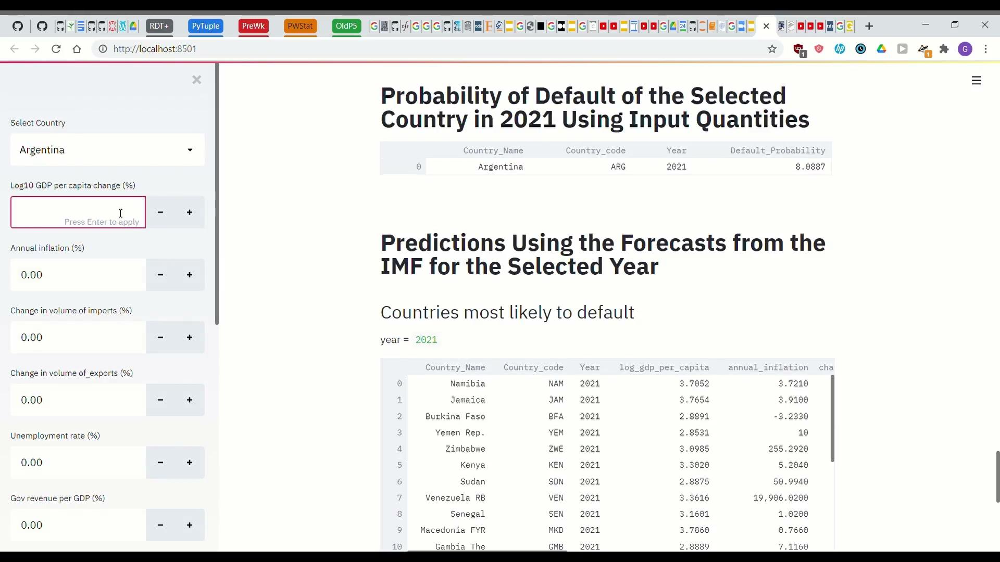 RDT+ PyTuple PreWk PWStat OldP5
http://localhost:8501
Select Country
Argentina
Log10 GDP per capita change (%)
Press Enter to apply
Annual inflation (%)
0.00
Change in volume of imports (%)
0.00
Change in volume of_exports (%)
0.00
Unemployment rate (%)
0.00
Gov revenue per GDP (%)
0.00
Probability of Default of the Selected
Country in 2021 Using Input Quantities
Country_Name Country_code Year Default_Probability
0 Argentina ARG 2021 8.0887
Predictions Using the Forecasts from the
IMF for the Selected Year
Countries most likely to default
year = 2021
Country_Name Country_code Year log_gdp_per_capita annual_inflation cha
0 Namibia NAM 2021 3.7052 3.7210
1 Jamaica JAM 2021 3.7654 3.9100
2 Burkina Faso BFA 2021 2.8891 -3.2330
3 Yemen Rep. YEM 2021 2.8531 10
4 Zimbabwe ZWE 2021 3.0985 255.2920
5 Kenya KEN 2021 3.3020 5.2040
6 Sudan SDN 2021 2.8875 50.9940
7 Venezuela RB VEN 2021 3.3616 19,906.0200
8 Senegal SEN 2021 3.1601 1.0200
9 Macedonia FYR MKD 2021 3.7860 0.7660
10 Gambia The GMB 2021 2.8889 7.1160